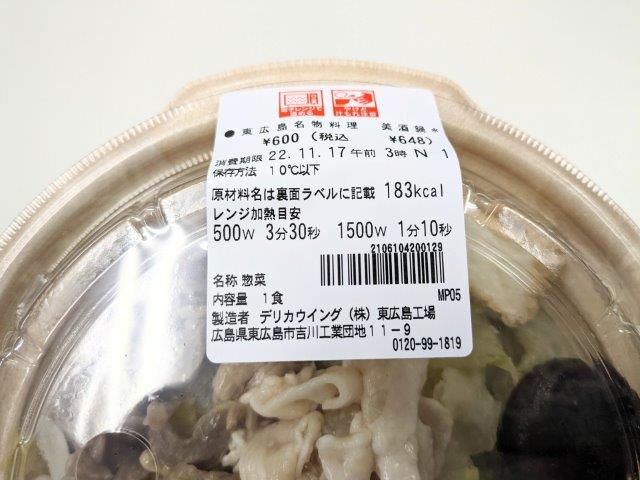 ● 東広島名物料理 美酒鍋*
¥600 (税込 ¥648)
消費期限 22.11.17午前 3時 N 1
保存方法 10℃以下
原材料名は裏面ラベルに記載 183kcal
レンジ加熱目安
500W 3分30秒 1500W 1分10秒
2106104200129
名称 惣菜
内容量 1食 MP05
製造者 デリカウイング(株)東広島工場
広島県東広島市吉川工業団地11-9
0120-99-1819